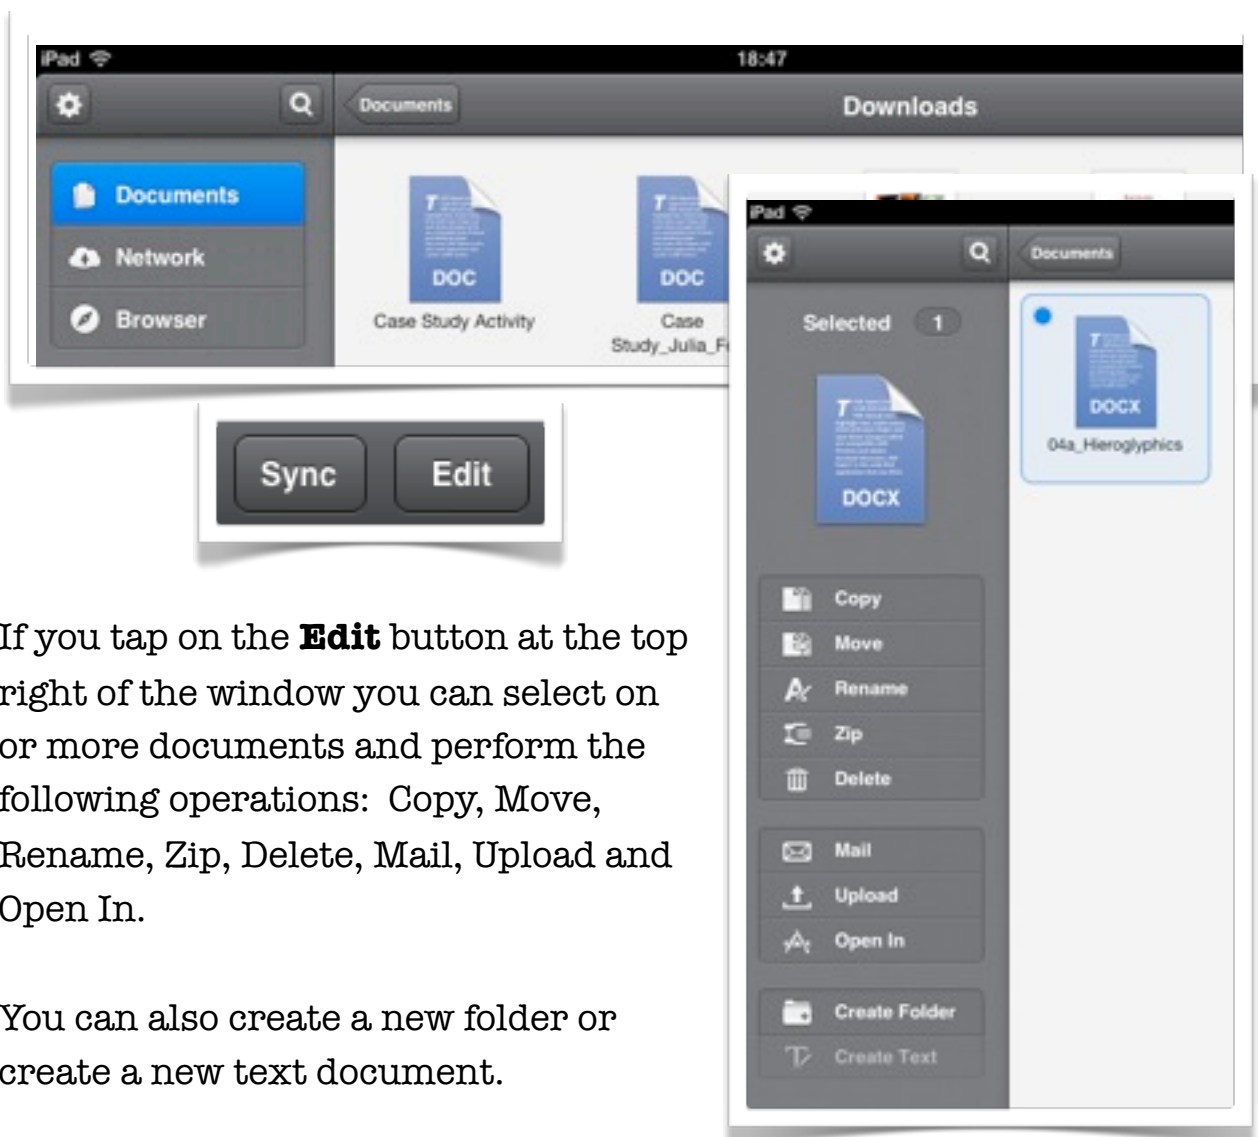 iPad
18:47
Documents
Downloads
Documents
Network
Browser
DOC
Case Study Activity
DOC
Case
Study_Julia_F
Sync
Edit
If you tap on the Edit button at the top
right of the window you can select on
or more documents and perform the
following operations:  Copy, Move,
Rename, Zip, Delete, Mail, Upload and
Open In.
You can also create a new folder or
create a new text document.
iPad
Documents
Selected 1
DOCX
DOCX
04a_Hieroglyphics
Copy
Move
Rename
Zip
Delete
Mail
Upload
Open In
Create Folder
Create Text